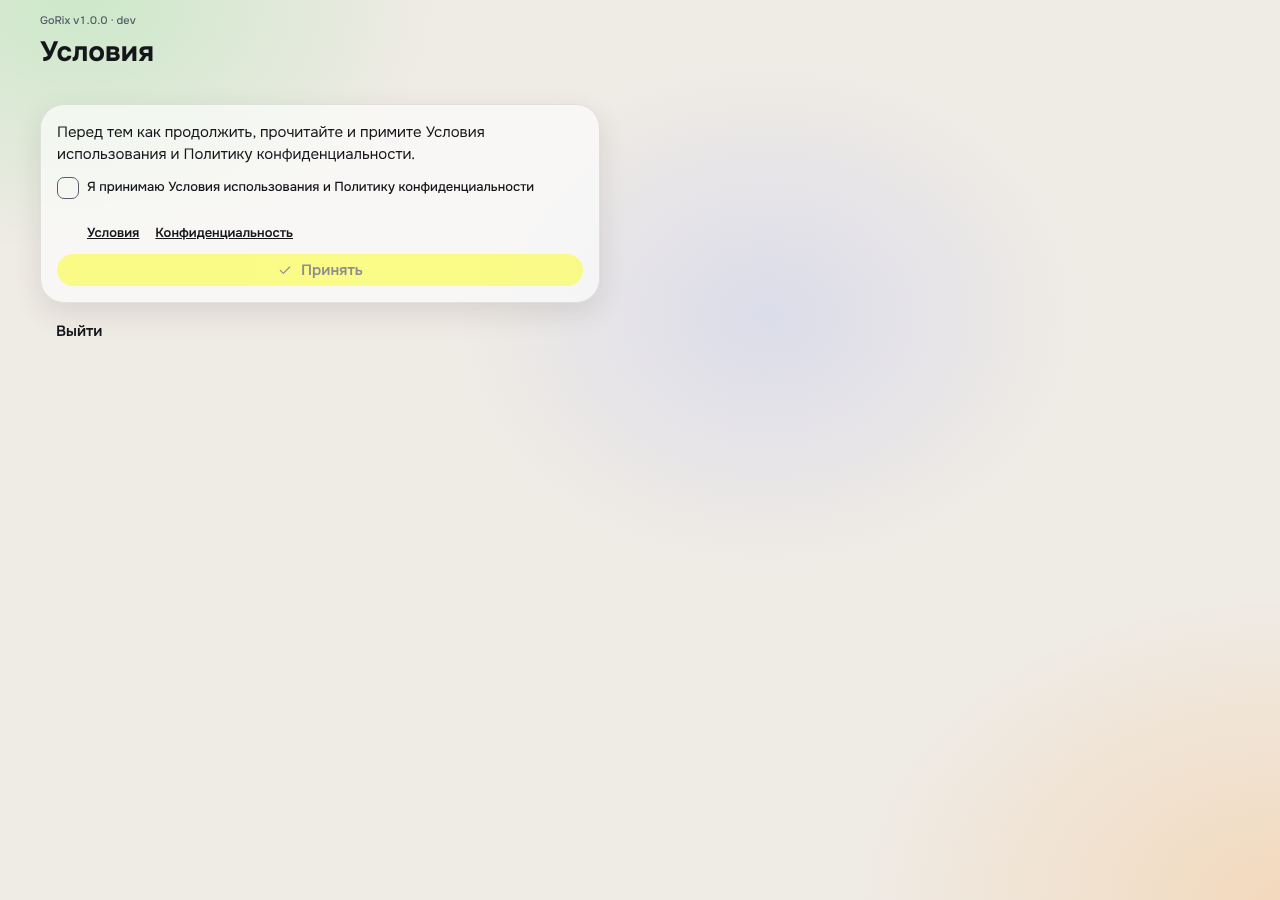 GoRix v1.0.0 · dev
Условия
Перед тем как продолжить, прочитайте и примите Условия
использования и Политику конфиденциальности.
Я принимаю Условия использования и Политику конфиденциальности
Условия Конфиденциальность
Принять
Выйти